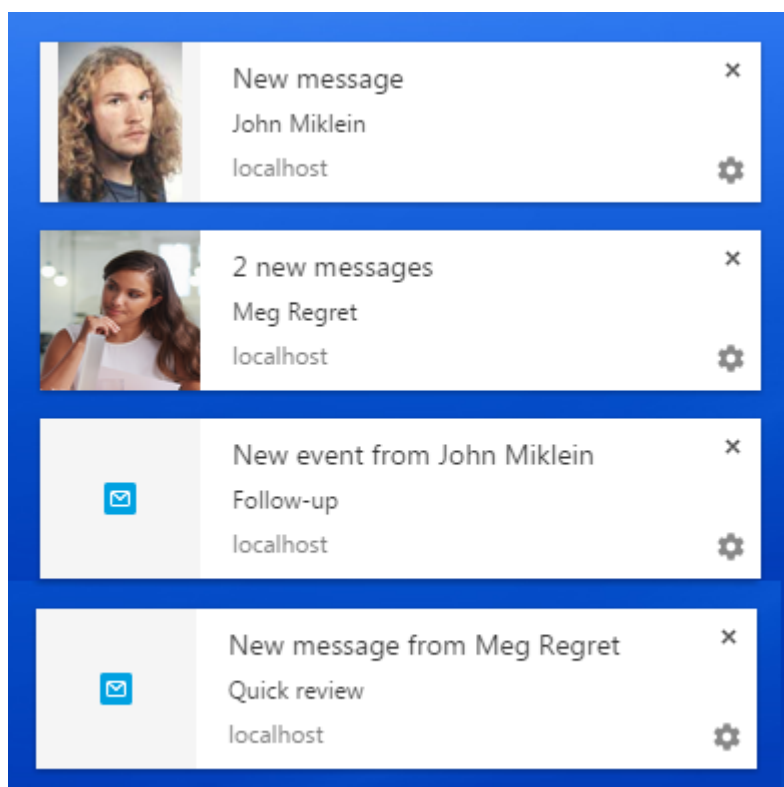 New message
John Miklein
localhost
2 new messages
Meg Regret
localhost
New event from John Miklein
Follow-up
localhost
New message from Meg Regret
Quick review
localhost